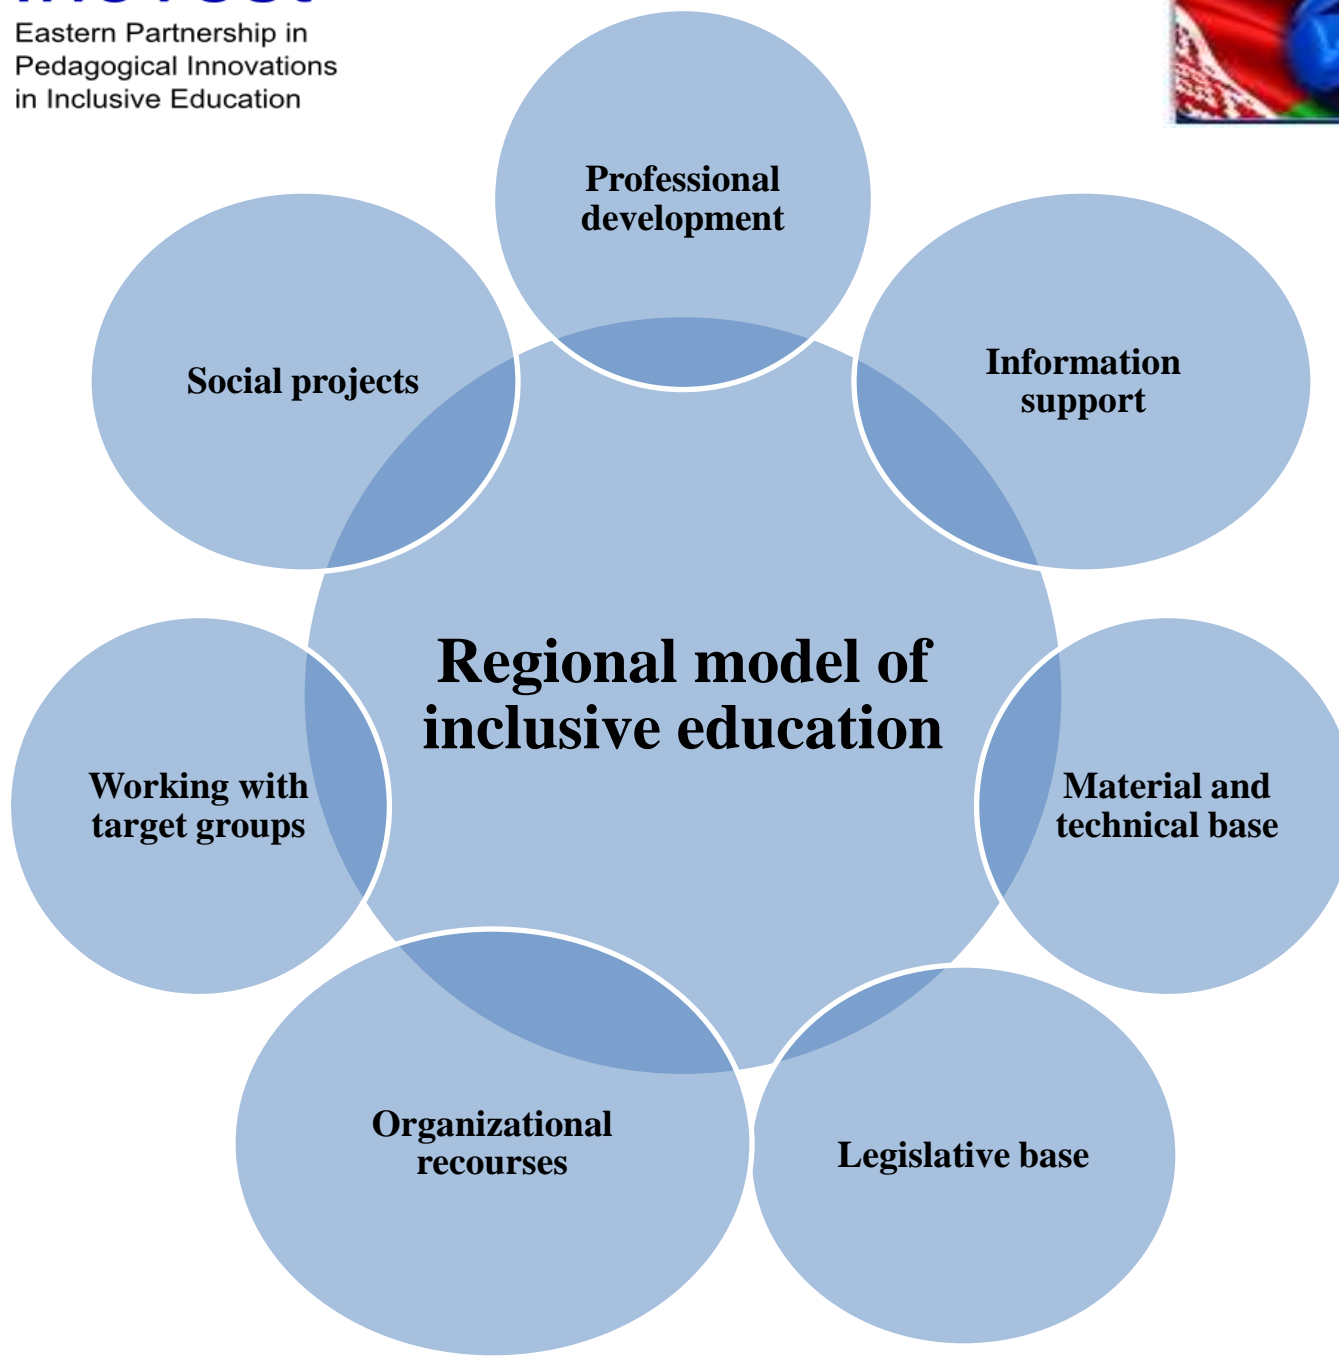 Eastern Partnership in
Pedagogical Innovations
in Inclusive Education
Professional
development
Information
support
Social projects
Regional model of
inclusive education
Working with
target groups
Material and
technical base
Organizational
recourses
Legislative base